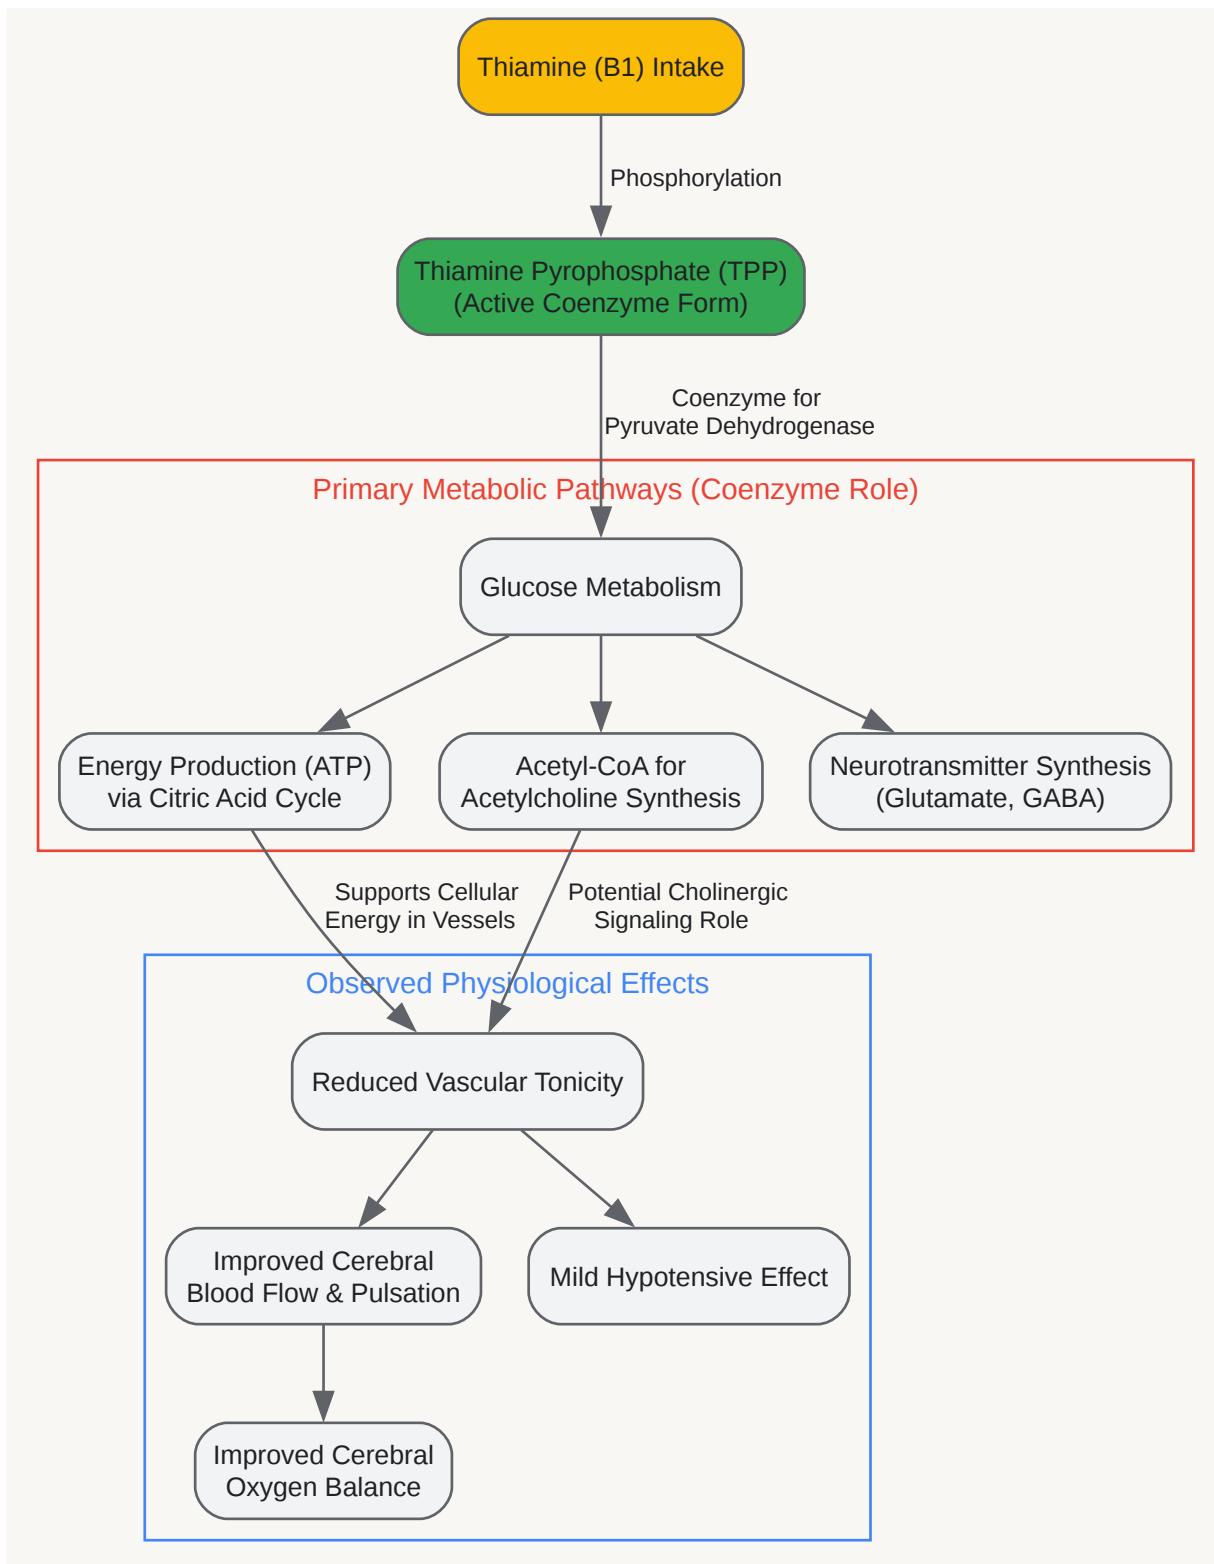 Thiamine (B1) Intake
Phosphorylation
Thiamine Pyrophosphate (TPP)
(Active Coenzyme Form)
Coenzyme for
Pyruvate Dehydrogenase
Primary Metabolic Pathways (Coenzyme Role)
Glucose Metabolism
Energy Production (ATP)
via Citric Acid Cycle
Acetyl-CoA for
Acetylcholine Synthesis
Neurotransmitter Synthesis
(Glutamate, GABA)
Supports Cellular
Energy in Vessels
Potential Cholinergic
Signaling Role
Observed Physiological Effects
Reduced Vascular Tonicity
Improved Cerebral
Blood Flow & Pulsation
Mild Hypotensive Effect
Improved Cerebral
Oxygen Balance